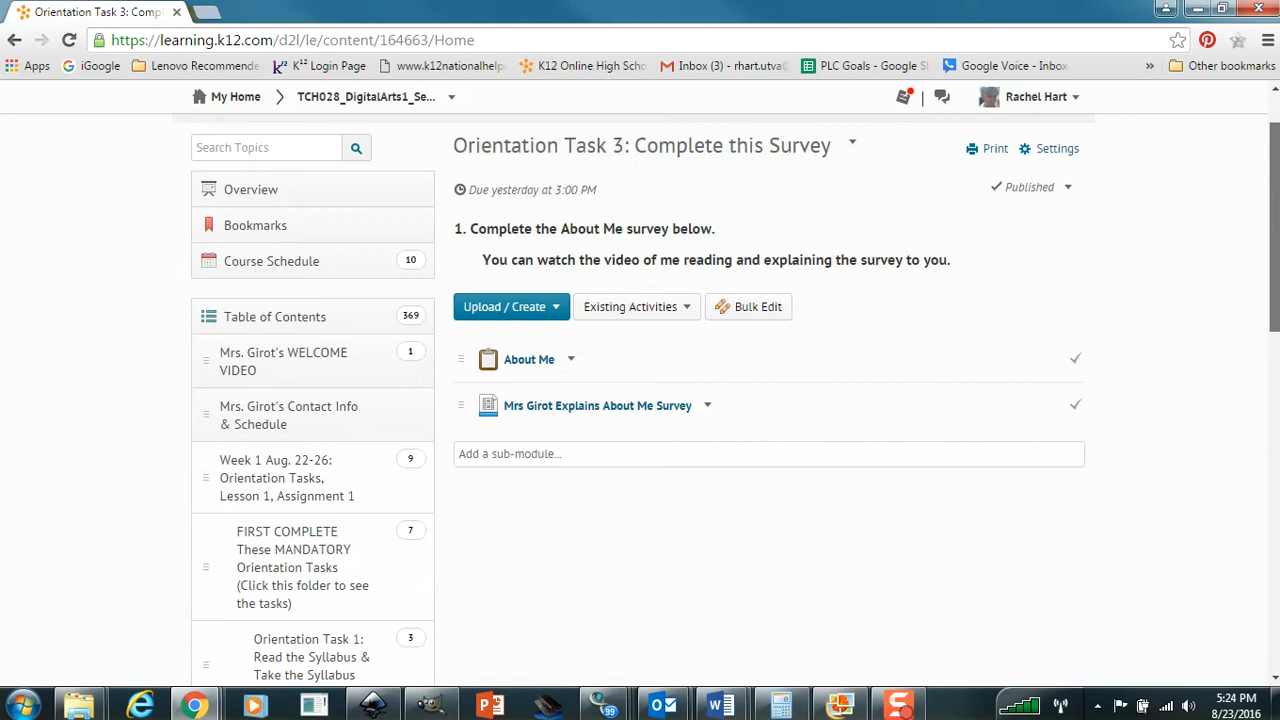 Orientation Task 3: Compl
https://learning.k12.com/d2l/le/content/164663/Home
Apps iGoogle Lenovo Recommende K12 Login Page www.k12nationalhelp K12 Online High Scho Inbox (3) - rhart.utva@ PLC Goals - Google S Google Voice - Inbox » Other bookmarks
My Home TCH028_DigitalArts1_Se... Rachel Hart
Search Topics
Overview
Bookmarks
Course Schedule 10
Table of Contents 369
Mrs. Girot's WELCOME 1
VIDEO
Mrs. Girot's Contact Info
& Schedule
Week 1 Aug. 22-26: 9
Orientation Tasks,
Lesson 1, Assignment 1
FIRST COMPLETE 7
These MANDATORY
Orientation Tasks
(Click this folder to see
the tasks)
Orientation Task 1: 3
Read the Syllabus &
Take the Syllabus
Orientation Task 3: Complete this Survey
Print Settings
Due yesterday at 3:00 PM
Published
1. Complete the About Me survey below.
You can watch the video of me reading and explaining the survey to you.
Upload / Create Existing Activities Bulk Edit
About Me
Mrs Girot Explains About Me Survey
Add a sub-module...
99
5:24 PM
8/23/2016